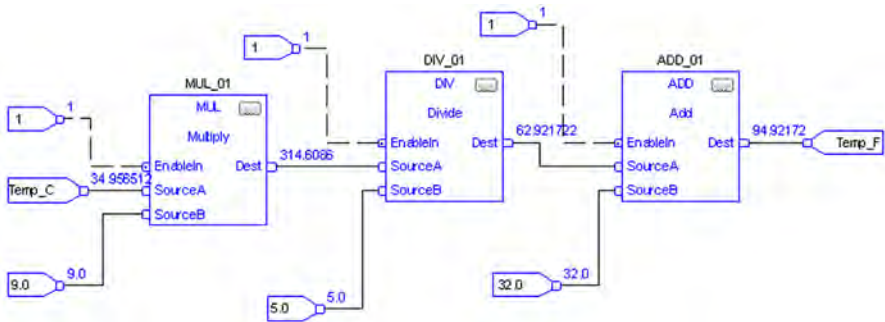 1
1
1
1
DIV_01
ADD_01
MUL_01
DIV
ADD
MUL
Divide
Add
Multiply
1
1
EnableIn
Dest
62.921722
EnableIn
Dest
94.92172
Temp_F
EnableIn
Dest
314.6086
SourceA
SourceA
Temp_C
34.956512
SourceA
SourceB
SourceB
SourceB
9.0
9.0
5.0
5.0
32.0
32.0